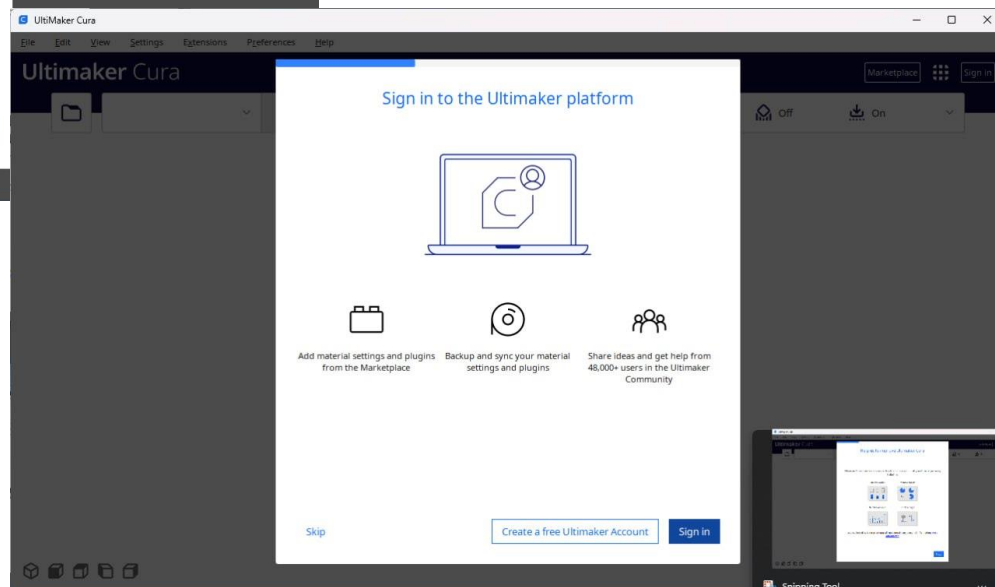 UltiMaker Cura
File Edit View Settings Extensions Preferences Help
Ultimaker Cura
Marketplace
Sign in
Sign in to the Ultimaker platform
Off
On
Add material settings and plugins
from the Marketplace
Backup and sync your material
settings and plugins
Share ideas and get help from
48,000+ users in the Ultimaker
Community
Skip
Create a free Ultimaker Account
Sign in
Snipping Tool